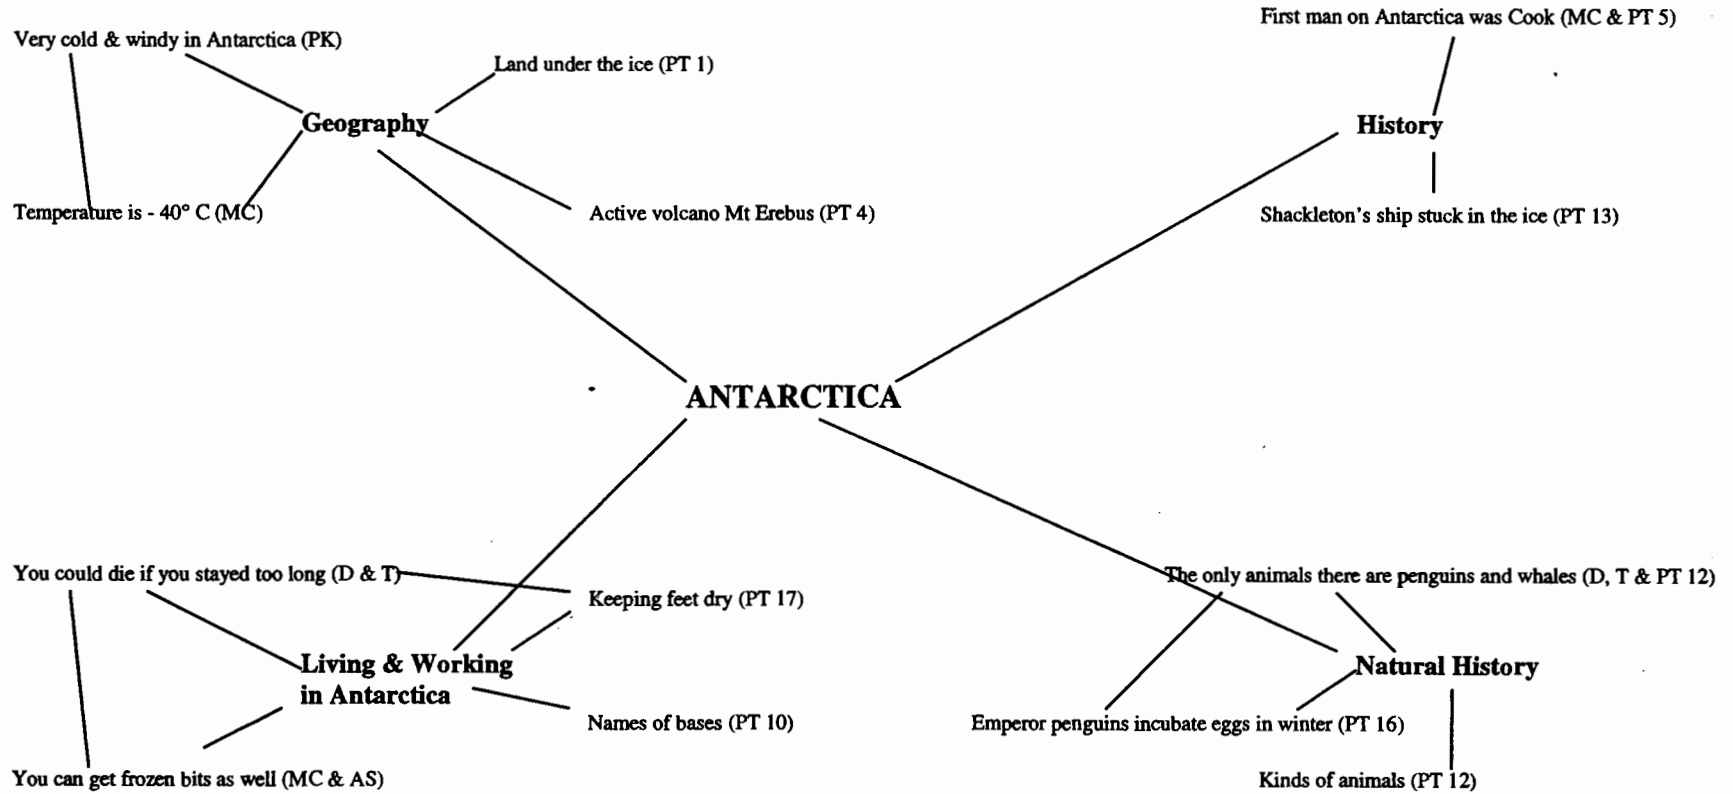 First man on Antarctica was Cook (MC & PT 5)
Very cold & windy in Antarctica (PK)
Land under the ice (PT 1)
Geography
History
Temperature is - 40° C (MC)
Active volcano Mt Erebus (PT 4)
Shackleton's ship stuck in the ice (PT 13)
ANTARCTICA
You could die if you stayed too long (D & T)
The only animals there are penguins and whales (D, T & PT 12)
Keeping feet dry (PT 17)
Living & Working
in Antarctica
Natural History
Names of bases (PT 10)
Emperor penguins incubate eggs in winter (PT 16)
You can get frozen bits as well (MC & AS)
Kinds of animals (PT 12)